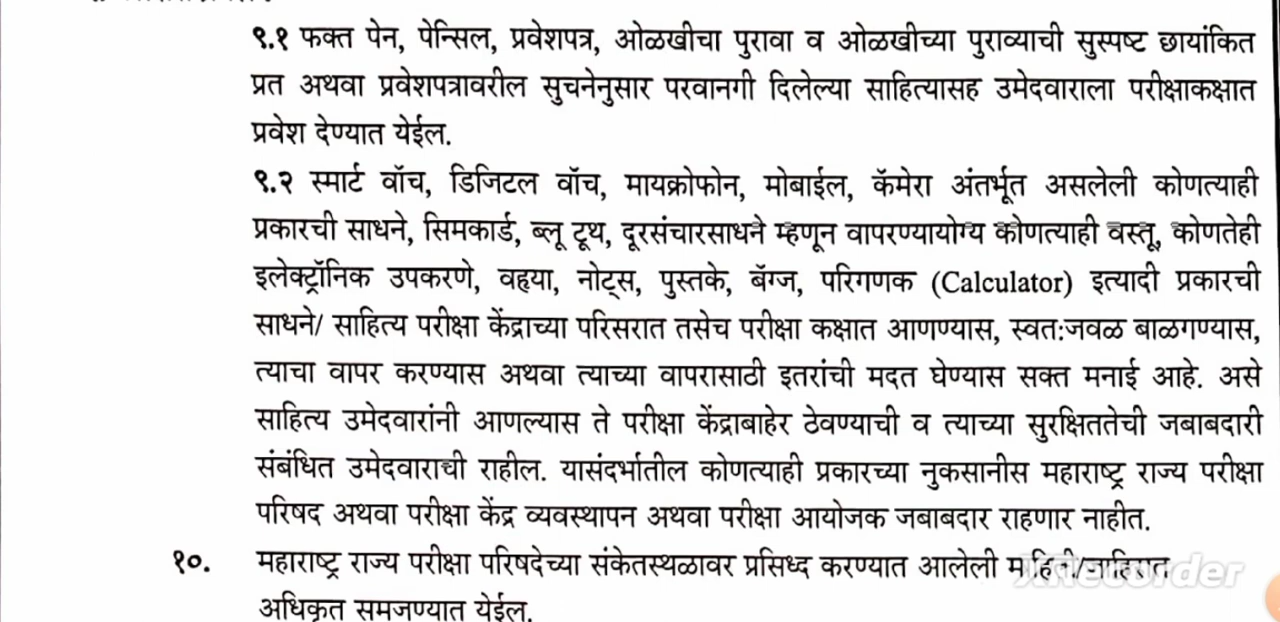 ९.१ फक्त पेन, पेन्सिल, प्रवेशपत्र, ओळखीचा पुरावा व ओळखीच्या पुराव्याची सुस्पष्ट छायांकित
प्रत अथवा प्रवेशपत्रावरील सुचनेनुसार परवानगी दिलेल्या साहित्यासह उमेदवाराला परीक्षाकक्षात
प्रवेश देण्यात येईल.
९.२ स्मार्ट वॉच, डिजिटल वॉच, मायक्रोफोन, मोबाईल, कॅमेरा अंतर्भूत असलेली कोणत्याही
प्रकारची साधने, सिमकार्ड, ब्लू टूथ, दूरसंचारसाधने म्हणून वापरण्यायोग्य कोणत्याही वस्तू, कोणतेही
इलेक्ट्रॉनिक उपकरणे, वह्या, नोट्स, पुस्तके, बॅग्ज, परिगणक (Calculator) इत्यादी प्रकारची
साधने/ साहित्य परीक्षा केंद्राच्या परिसरात तसेच परीक्षा कक्षात आणण्यास, स्वतःजवळ बाळगण्यास,
त्याचा वापर करण्यास अथवा त्याच्या वापरासाठी इतरांची मदत घेण्यास सक्त मनाई आहे. असे
साहित्य उमेदवारांनी आणल्यास ते परीक्षा केंद्राबाहेर ठेवण्याची व त्याच्या सुरक्षिततेची जबाबदारी
संबंधित उमेदवाराची राहील. यासंदर्भातील कोणत्याही प्रकारच्या नुकसानीस महाराष्ट्र राज्य परीक्षा
परिषद अथवा परीक्षा केंद्र व्यवस्थापन अथवा परीक्षा आयोजक जबाबदार राहणार नाहीत.
१०. महाराष्ट्र राज्य परीक्षा परिषदेच्या संकेतस्थळावर प्रसिध्द करण्यात आलेली माहिती/जाहिरात
अधिकृत समजण्यात येईल.